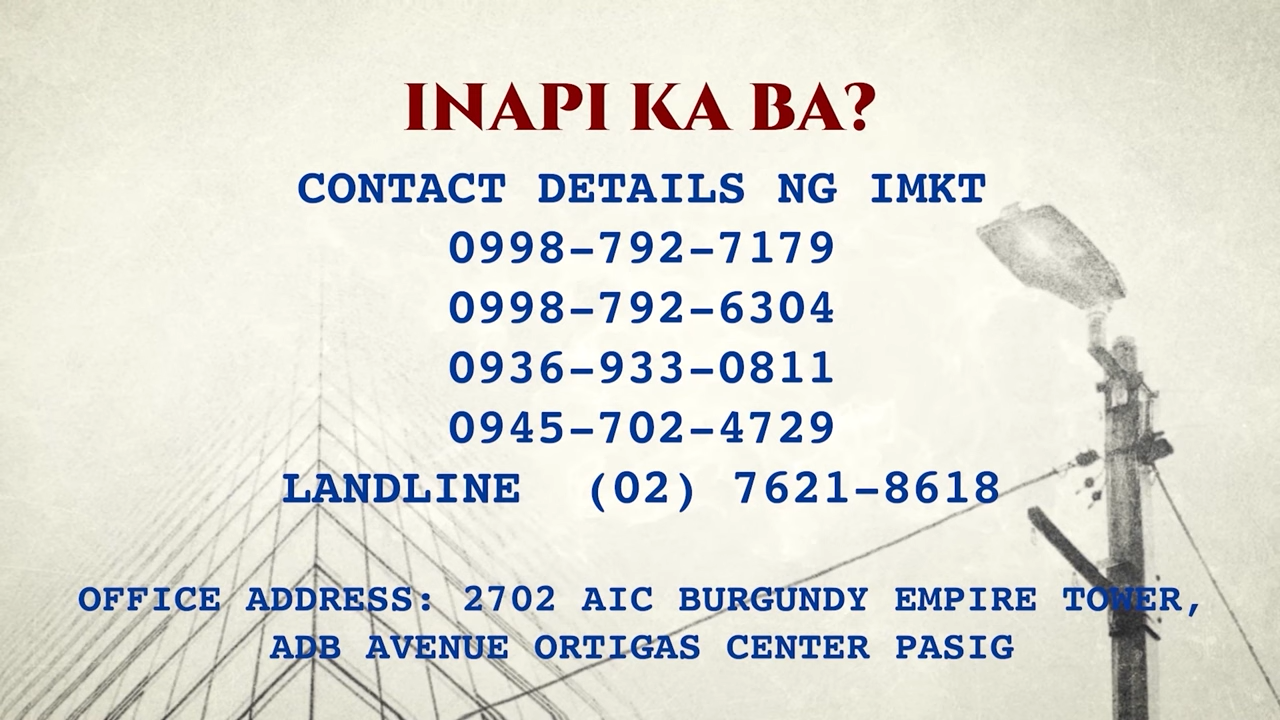 INAPI KA BA?
CONTACT DETAILS NG IMKT
0998-792-7179
0998-792-6304
0936-933-0811
0945-702-4729
LANDLINE (02) 7621-8618
OFFICE ADDRESS: 2702 AIC BURGUNDY EMPIRE TOWER,
ADB AVENUE ORTIGAS CENTER PASIG